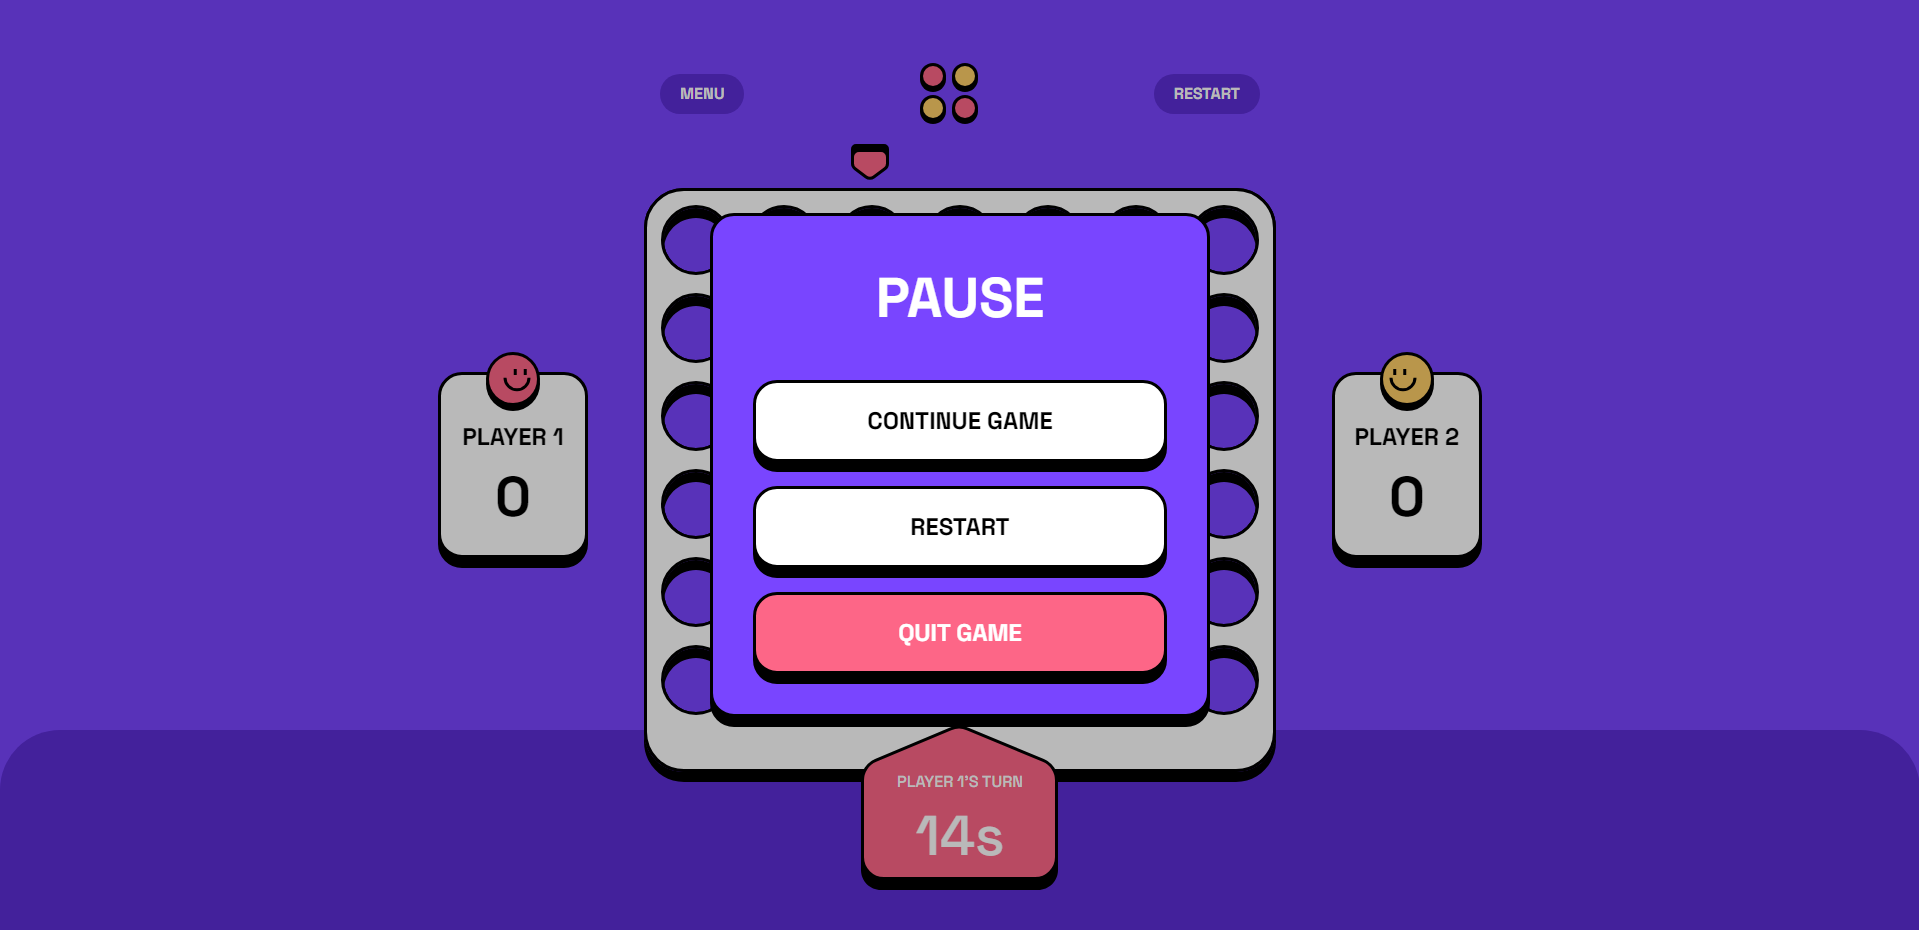 MENU
RESTART
PAUSE
CONTINUE GAME
RESTART
QUIT GAME
PLAYER 1
0
PLAYER 2
0
PLAYER 1'S TURN
14s